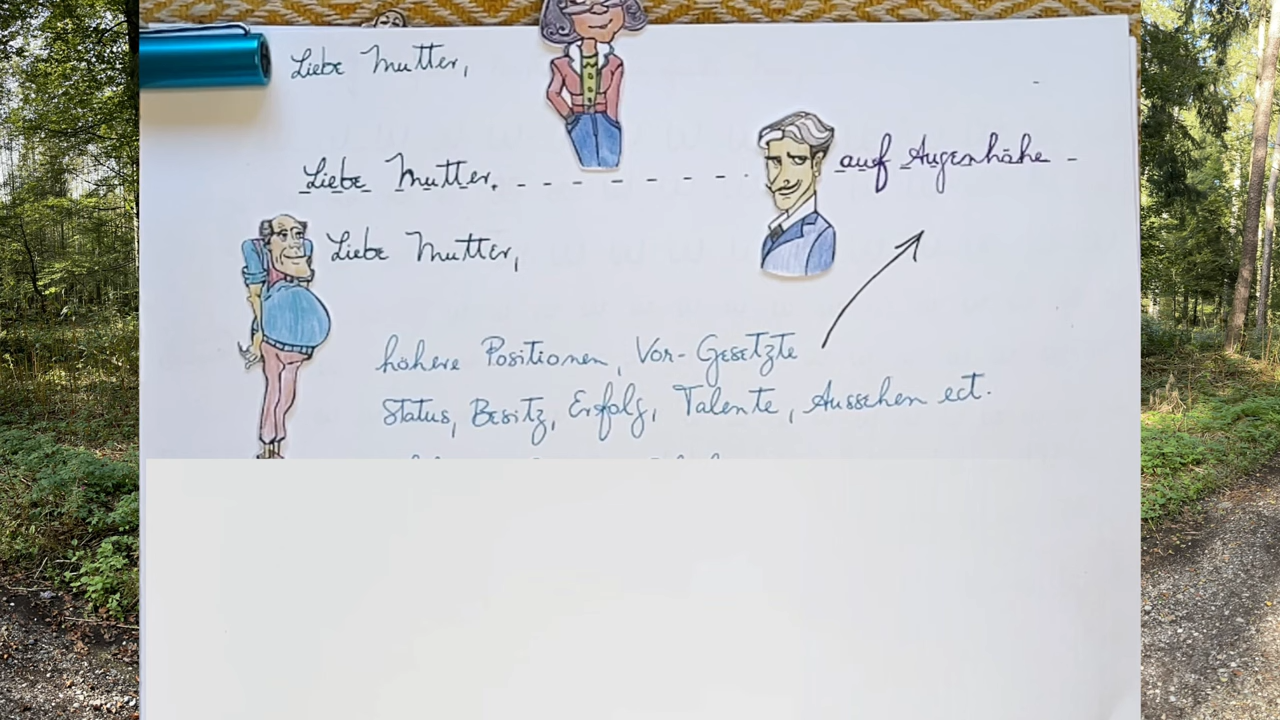 Liebe Mutter,
Liebe Mutter. - - - - - - - - auf Augenhöhe -
Liebe Mutter,
höhere Positionen, Vor-Gesetzte
Status, Besitz, Erfolg, Talente, Aussehen ect.